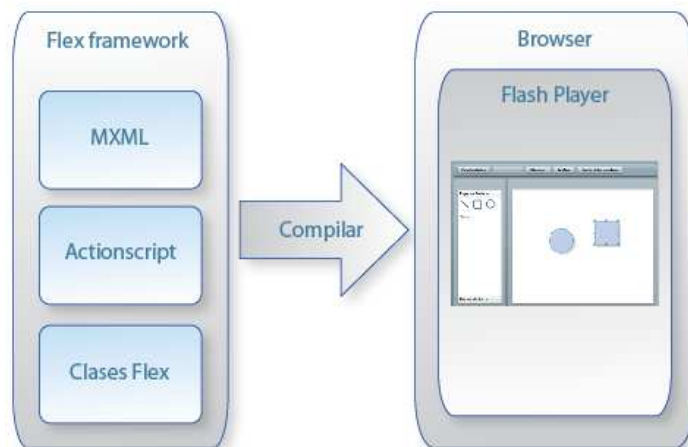 Flex framework
MXML
Actionscript
Clases Flex
Compilar
Browser
Flash Player